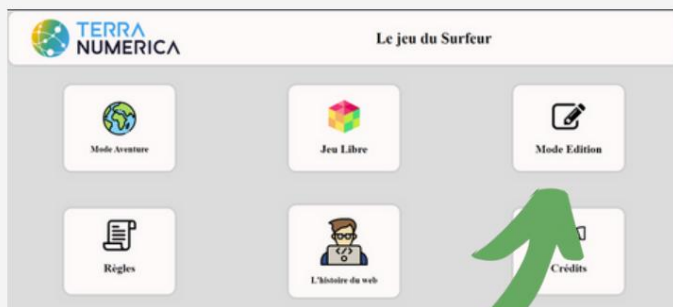 TERRA
NUMERICA
Le jeu du Surfeur
Mode Aventure
Jeu Libre
Mode Edition
Règles
L'histoire du web
Crédits